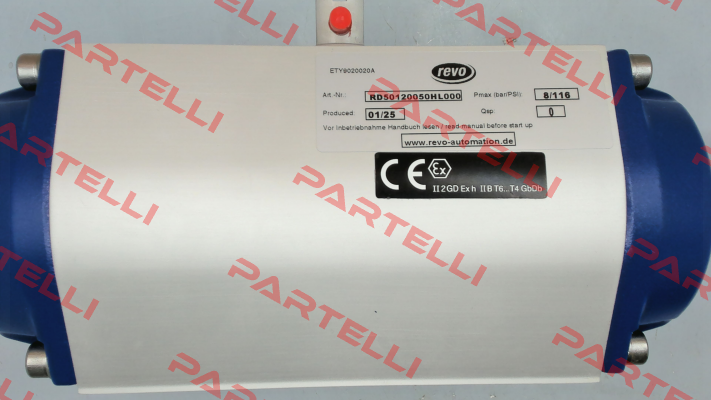 ETY9020020A
revo
Art.-Nr.: RD50120050HL000 Pmax (bar/PSI): 8/116
Produced: 01/25 Qsp: 0
Vor Inbetriebnahme Handbuch lesen / read manual before start up
www.revo-automation.de
CE Ex
II 2GD Ex h IIB T6...T4 GbDb
PARTELLI
PARTELLI
PARTELLI
PARTELLI
PARTELLI
PARTELLI
PARTELLI